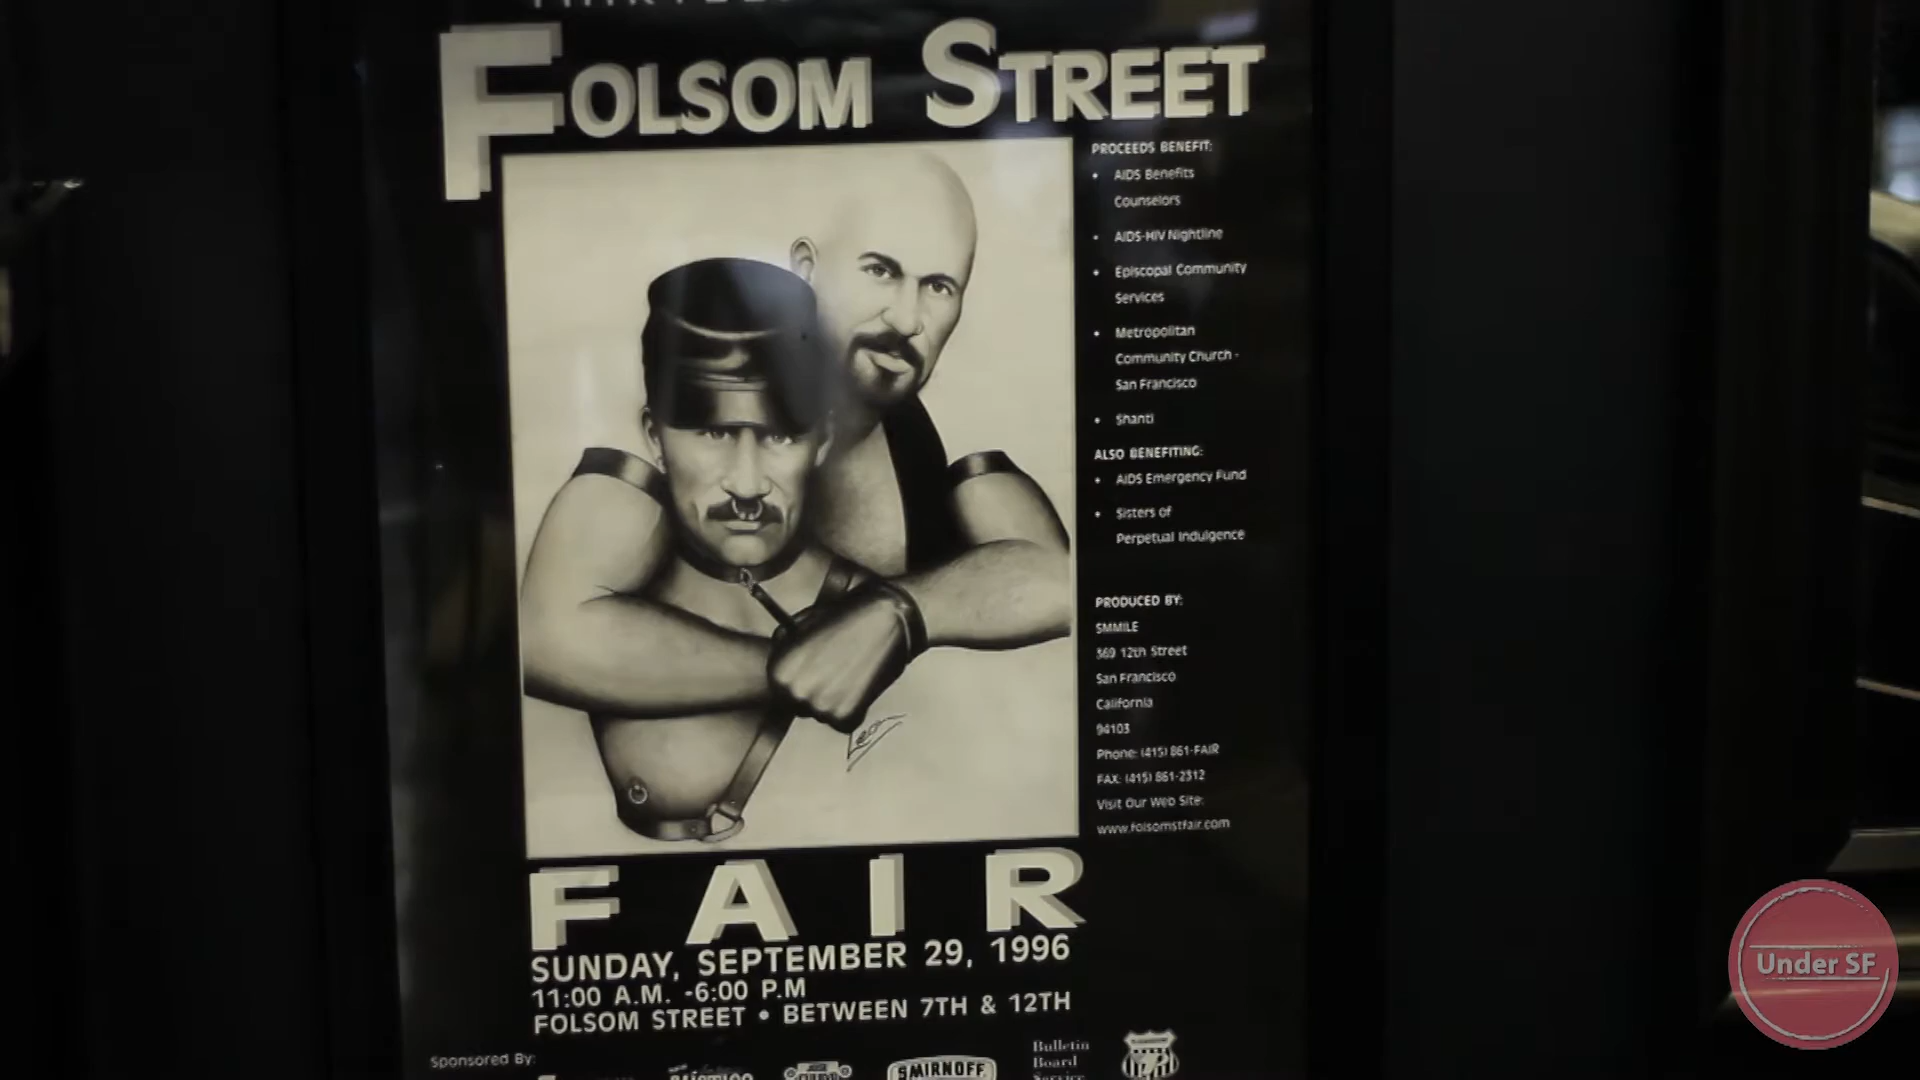 FOLSOM STREET
PROCEEDS BENEFIT:
• AIDS Benefits
Counselors
• AIDS-HIV Nightline
• Episcopal Community
Services
• Metropolitan
Community Church -
San Francisco
• Shanti
ALSO BENEFITING:
• AIDS Emergency Fund
• Sisters of
Perpetual Indulgence
PRODUCED BY:
SMMILE
369 12th Street
San Francisco
California
94103
Phone: (415) 861-FAIR
FAX: (415) 861-2312
Visit Our Web Site:
www.folsomstfair.com
Leon
FAIR
SUNDAY, SEPTEMBER 29, 1996
11:00 A.M. -6:00 P.M
FOLSOM STREET • BETWEEN 7TH & 12TH
Sponsored By:
SMIRNOFF
Bulletin
Board
Service
Under SF